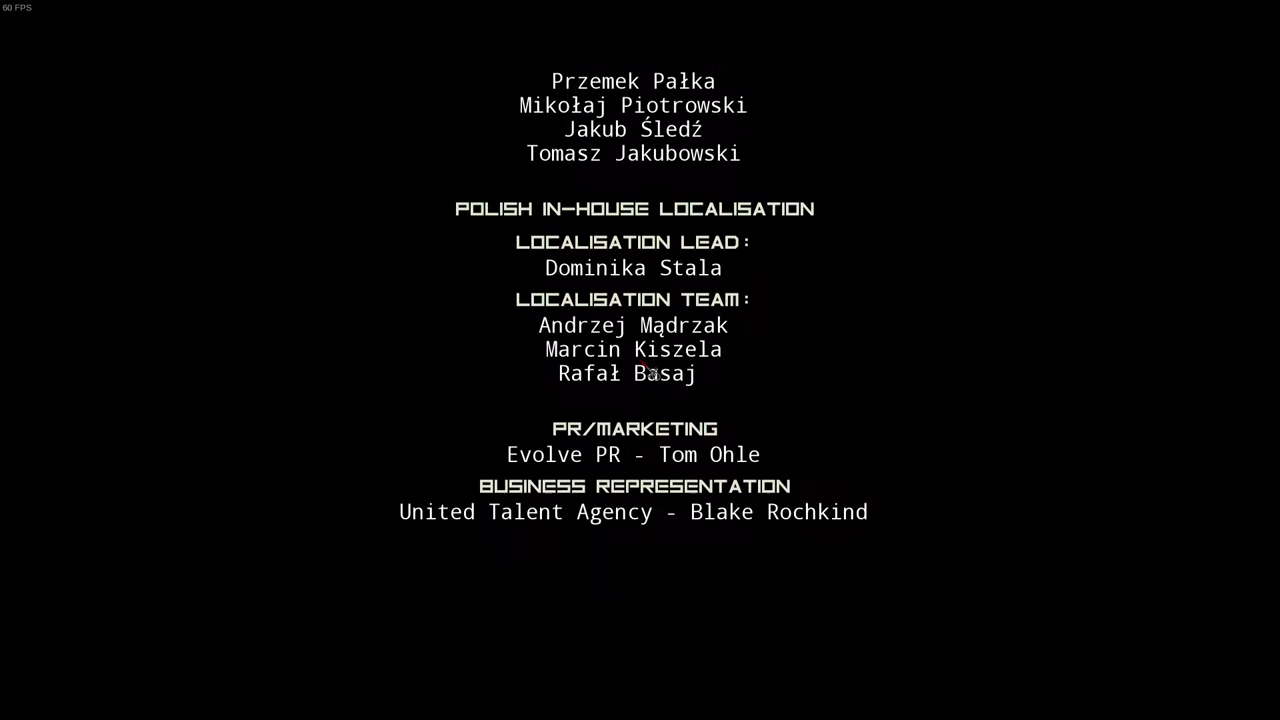 60 FPS
Przemek Pałka
Mikołaj Piotrowski
Jakub Śledź
Tomasz Jakubowski
POLISH IN-HOUSE LOCALISATION
LOCALISATION LEAD:
Dominika Stala
LOCALISATION TEAM:
Andrzej Mądrzak
Marcin Kiszela
Rafał
PR/MARKETING
Evolve PR - Tom Ohle
BUSINESS REPRESENTATION
United Talent Agency - Blake Rochkind